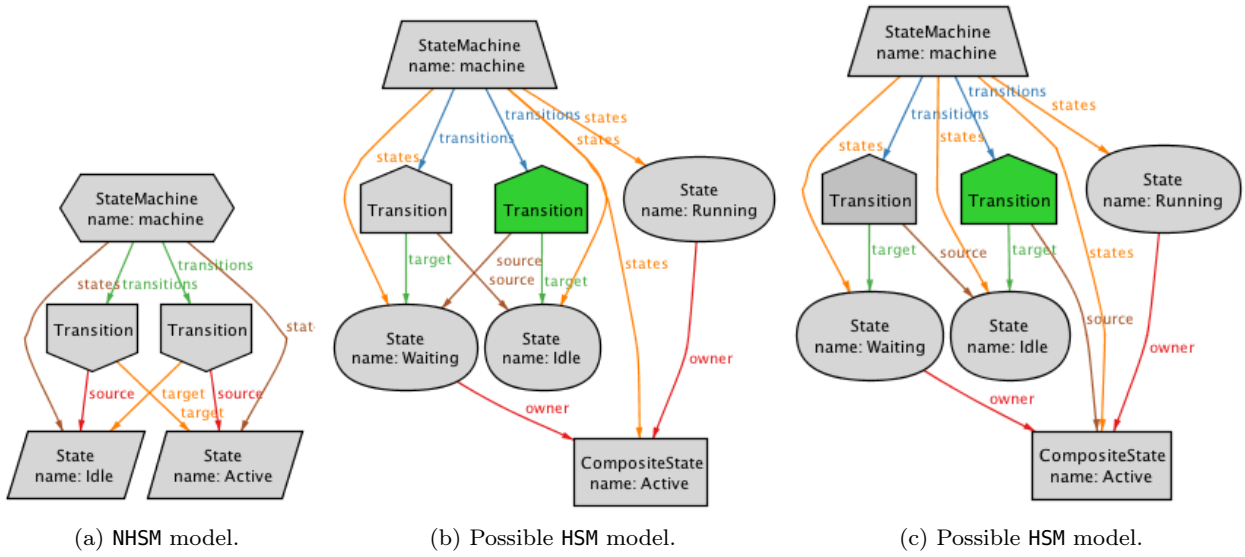 StateMachine
name: machine
states
transitions
transitions
stat
Transition
Transition
source
target
target
source
State
name: Idle
State
name: Active
(a) NHSM model.
StateMachine
name: machine
transitions
transitions
states
states
states
Transition
Transition
State
name: Running
target
source
source
target
states
State
name: Waiting
State
name: Idle
owner
owner
CompositeState
name: Active
(b) Possible HSM model.
StateMachine
name: machine
transitions
transitions
states
states
states
Transition
Transition
State
name: Running
target
source
target
states
source
State
name: Waiting
State
name: Idle
owner
owner
CompositeState
name: Active
(c) Possible HSM model.